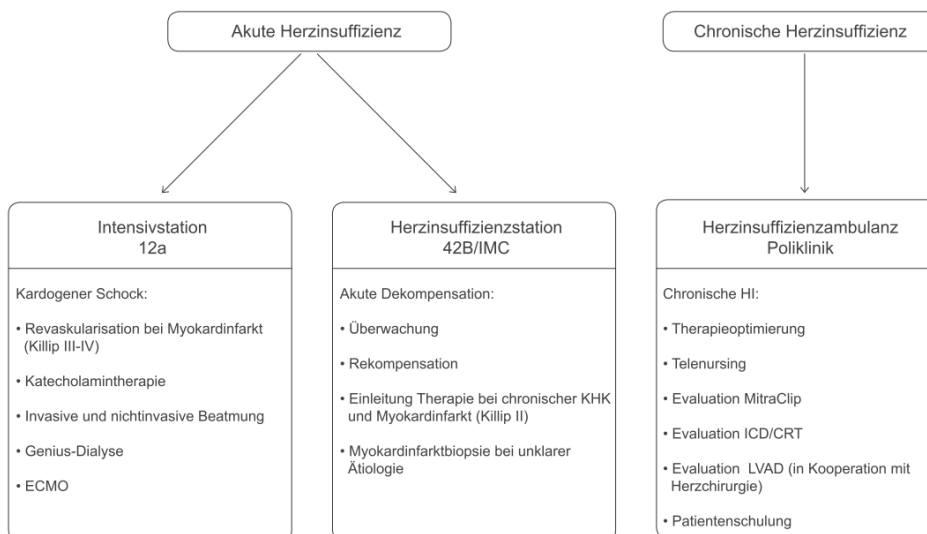 Akute Herzinsuffizienz
Chronische Herzinsuffizienz
Intensivstation
12a
Kardogener Schock:
• Revaskularisation bei Myokardinfarkt
(Killip III-IV)
• Katecholamintherapie
• Invasive und nichtinvasive Beatmung
• Genius-Dialyse
• ECMO
Herzinsuffizienzstation
42B/IMC
Akute Dekompensation:
• Überwachung
• Rekompensation
• Einleitung Therapie bei chronischer KHK
und Myokardinfarkt (Killip II)
• Myokardinfarktbiopsie bei unklarer
Ätiologie
Herzinsuffizienzambulanz
Poliklinik
Chronische HI:
• Therapieoptimierung
• Telenursing
• Evaluation MitraClip
• Evaluation ICD/CRT
• Evaluation LVAD (in Kooperation mit
Herzchirurgie)
• Patientenschulung